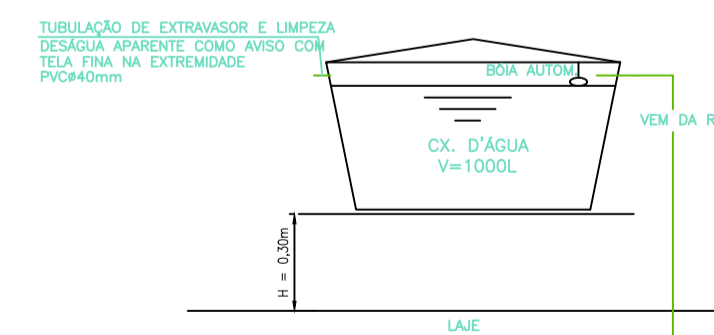 TUBULAÇÃO DE EXTRAVASOR E LIMPEZA
DESÁGUA APARENTE COMO AVISO COM
TELA FINA NA EXTREMIDADE
PVCø40mm
BÓIA AUTOM.
VEM DA R
CX. D'ÁGUA
V=1000L
H = 0,30m
LAJE